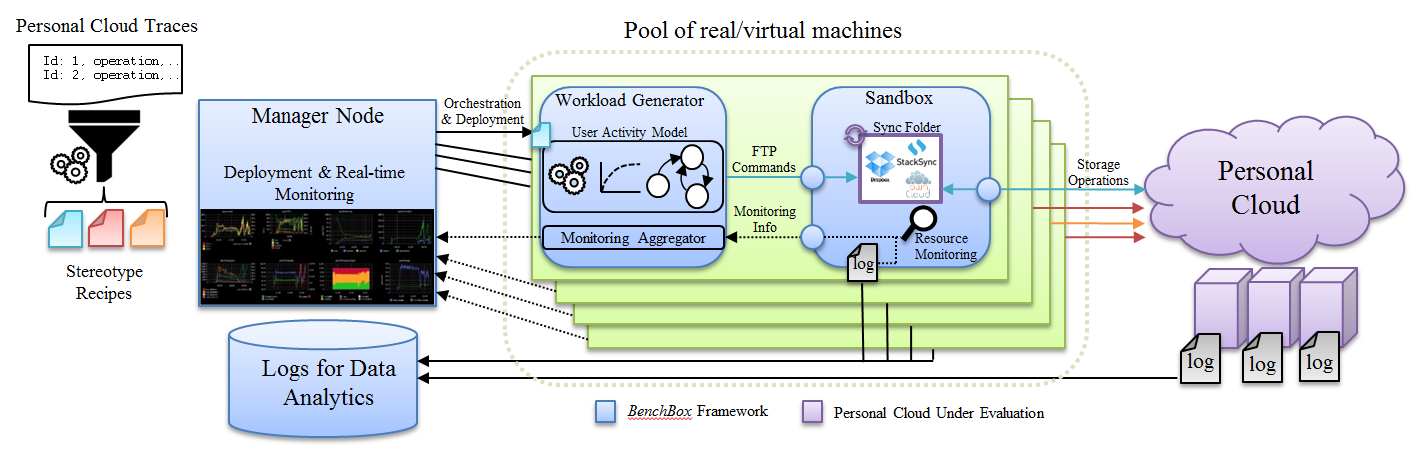 Personal Cloud Traces
Id: 1, operation,..
Id: 2, operation,..
Stereotype
Recipes
Manager Node
Deployment & Real-time
Monitoring
Orchestration
& Deployment
Pool of real/virtual machines
Workload Generator
User Activity Model
Monitoring Aggregator
FTP
Commands
Monitoring
Info
Sandbox
Sync Folder
StackSync
Dropbox
own
Cloud
Resource
Monitoring
log
Storage
Operations
Personal
Cloud
log
log
log
Logs for Data
Analytics
BenchBox Framework
Personal Cloud Under Evaluation